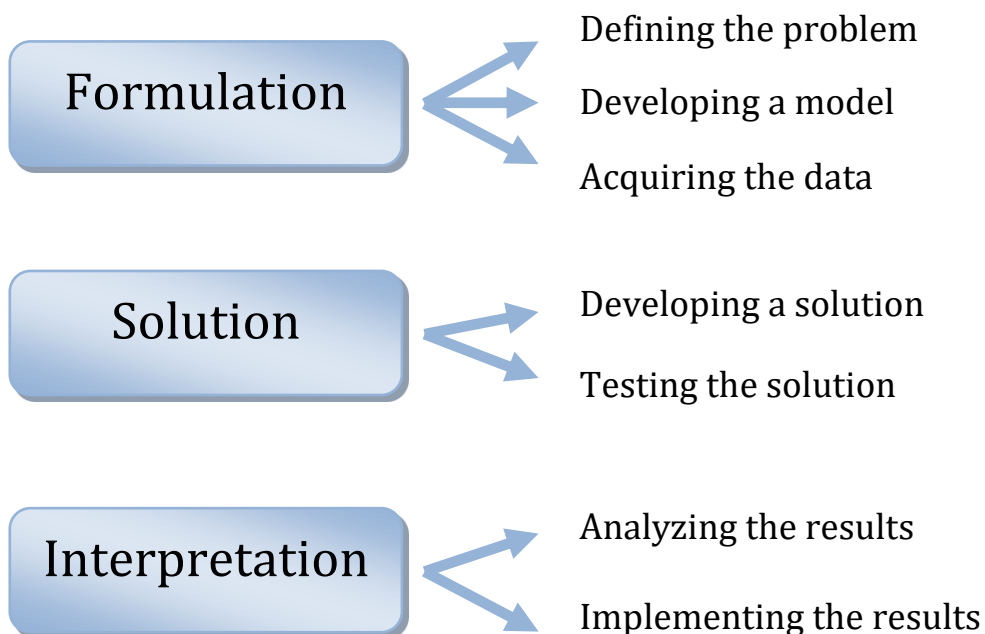 Formulation
Defining the problem
Developing a model
Acquiring the data
Solution
Developing a solution
Testing the solution
Interpretation
Analyzing the results
Implementing the results